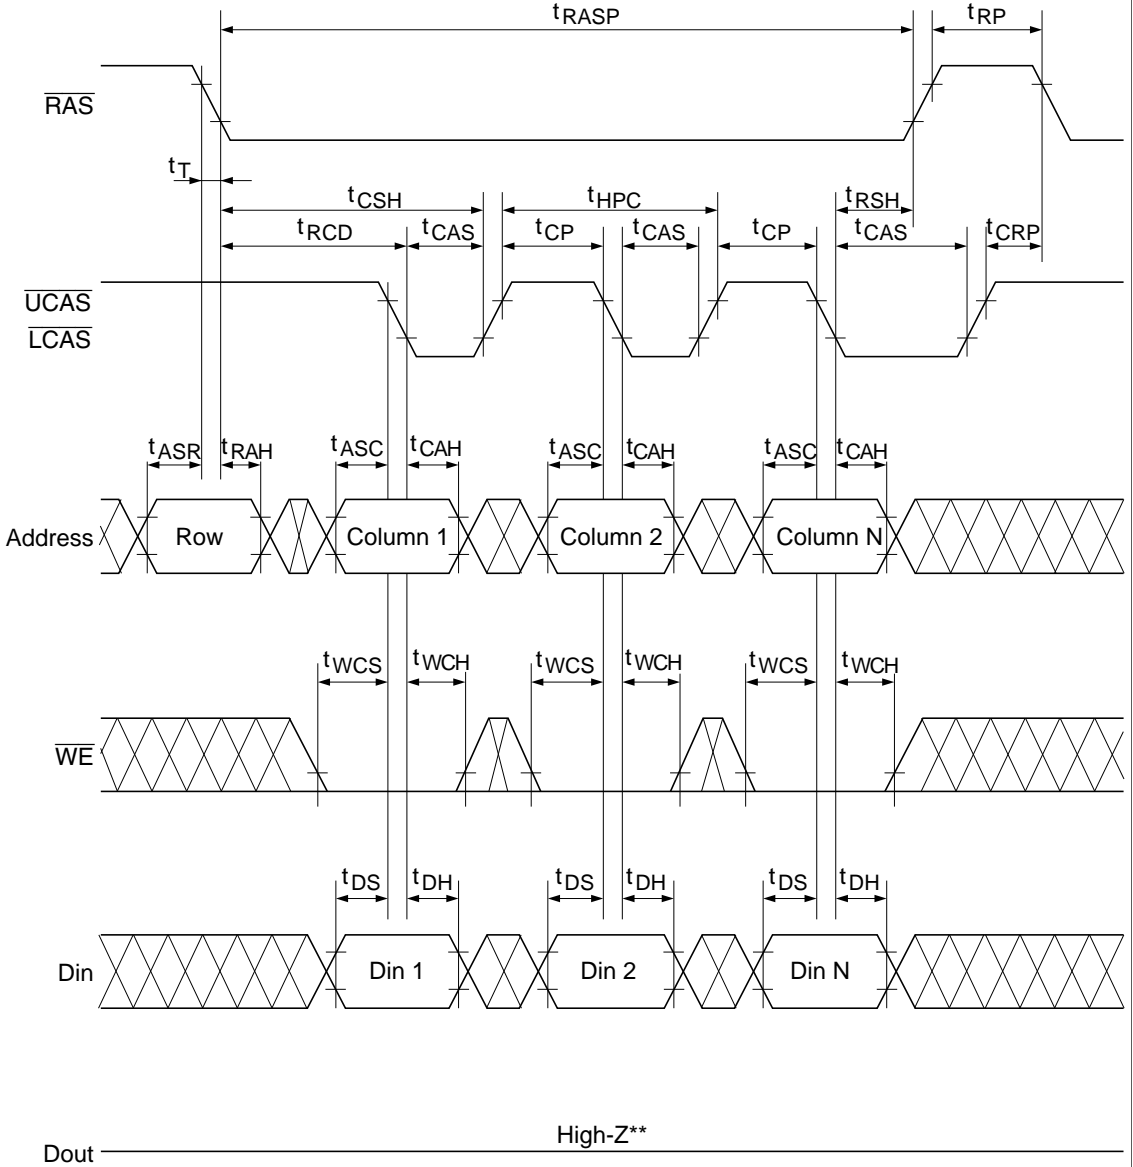 tRASP tRP
RAS
tT
tCSH tHPC tRSH
tRCD tCAS tCP tCAS tCP tCAS tCRP
UCAS
LCAS
tASR tRAH tASC tCAH tASC tCAH tASC tCAH
Address Row Column 1 Column 2 Column N
tWCS tWCH tWCS tWCH tWCS tWCH
WE
tDS tDH tDS tDH tDS tDH
Din Din 1 Din 2 Din N
High-Z**
Dout